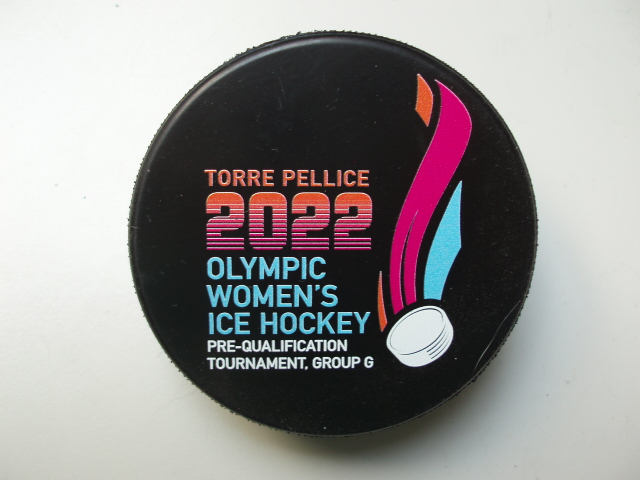 TORRE PELLICE
2022
OLYMPIC
WOMEN'S
ICE HOCKEY
PRE-QUALIFICATION
TOURNAMENT, GROUP G